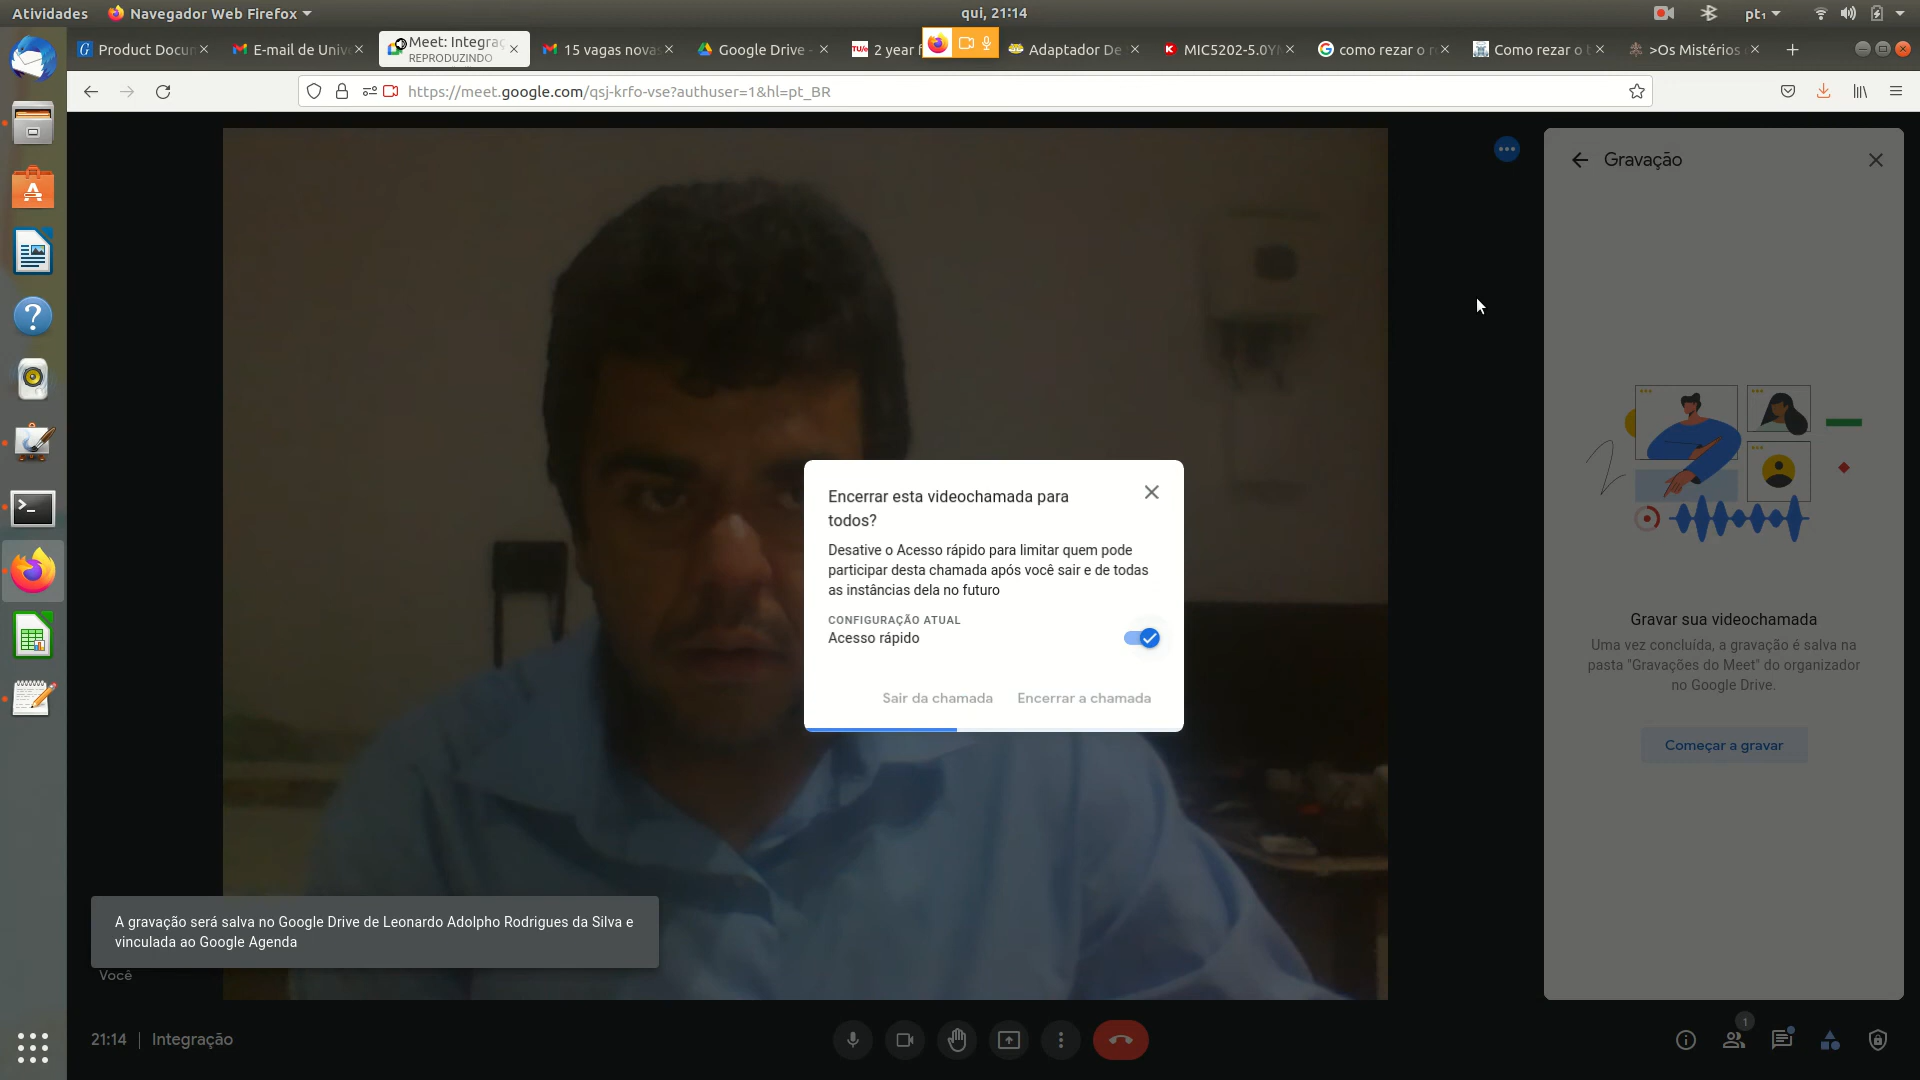 Atividades
Navegador Web Firefox
qui, 21:14
pt₁
Product Docun
E-mail de Unive
Meet: Integraç
REPRODUZINDO
15 vagas novas
Google Drive -
2 year f
Adaptador De
MIC5202-5.0YM
como rezar o r
Como rezar o t
>Os Mistérios
https://meet.google.com/qsj-krfo-vse?authuser=1&hl=pt_BR
Gravação
Encerrar esta videochamada para
todos?
Desative o Acesso rápido para limitar quem pode
participar desta chamada após você sair e de todas
as instâncias dela no futuro
CONFIGURAÇÃO ATUAL
Acesso rápido
Sair da chamada
Encerrar a chamada
Gravar sua videochamada
Uma vez concluída, a gravação é salva na
pasta "Gravações do Meet" do organizador
no Google Drive.
Começar a gravar
A gravação será salva no Google Drive de Leonardo Adolpho Rodrigues da Silva e
vinculada ao Google Agenda
Você
21:14 | Integração
1